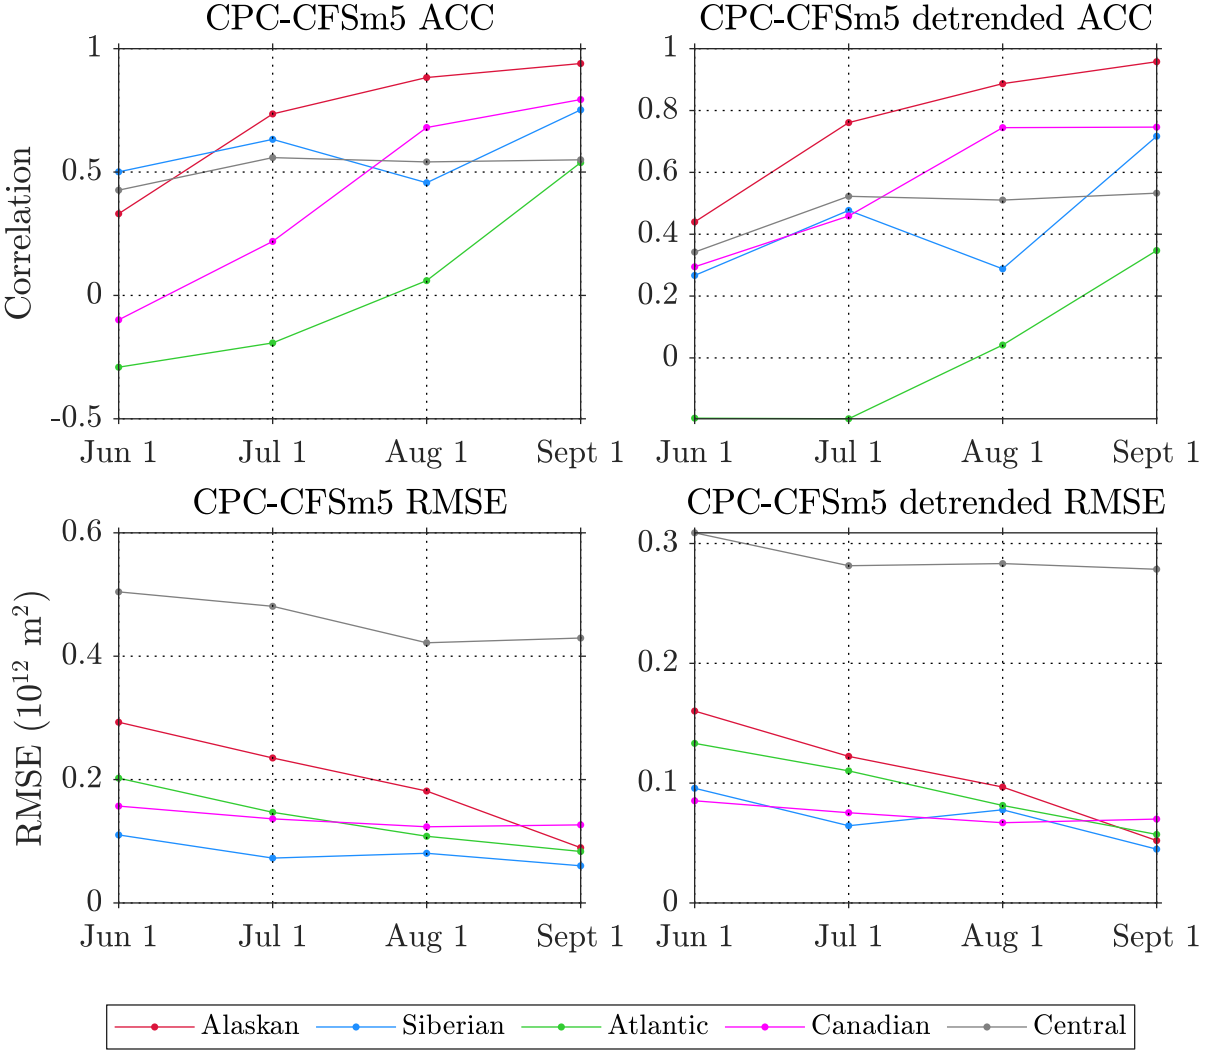 CPC-CFSm5 ACC
1
0.5
0
-0.5
Correlation
Jun 1 Jul 1 Aug 1 Sept 1
CPC-CFSm5 detrended ACC
1
0.8
0.6
0.4
0.2
0
Jun 1 Jul 1 Aug 1 Sept 1
CPC-CFSm5 RMSE
0.6
0.4
0.2
0
RMSE (10¹² m²)
Jun 1 Jul 1 Aug 1 Sept 1
CPC-CFSm5 detrended RMSE
0.3
0.2
0.1
0
Jun 1 Jul 1 Aug 1 Sept 1
Alaskan Siberian Atlantic Canadian Central